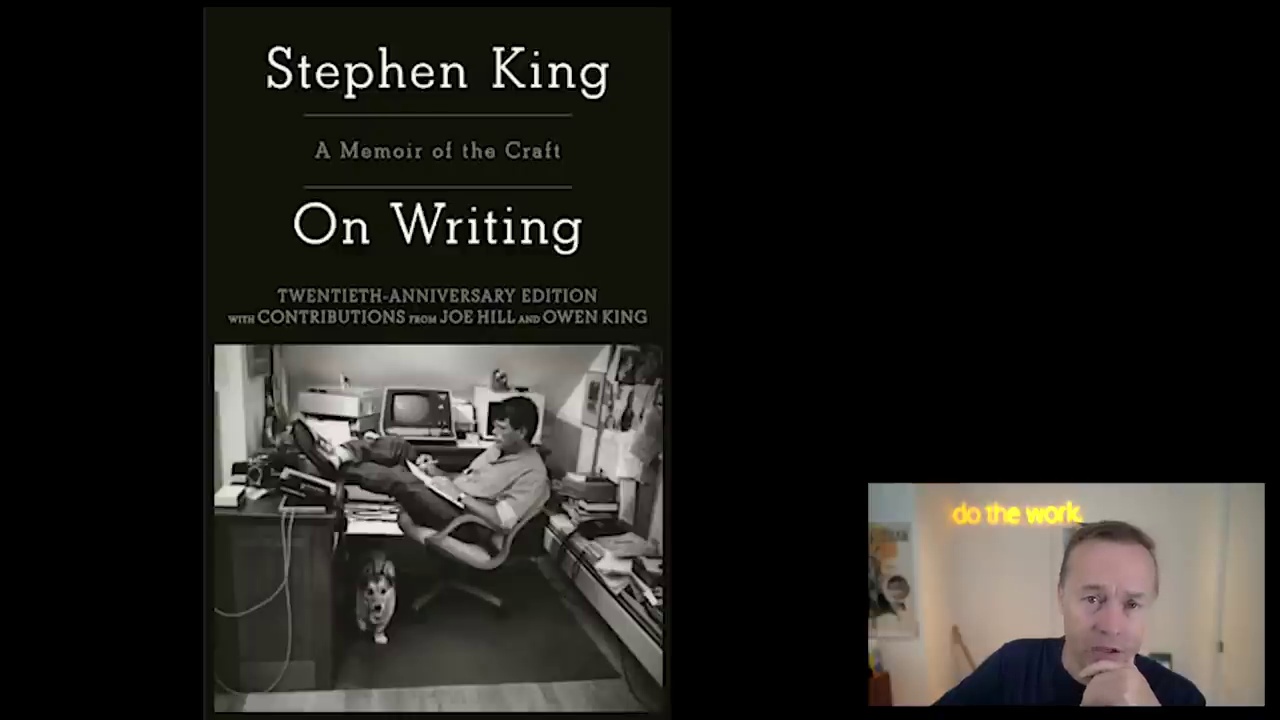 Stephen King
A Memoir of the Craft
On Writing
TWENTIETH-ANNIVERSARY EDITION
WITH CONTRIBUTIONS FROM JOE HILL AND OWEN KING
do the work.